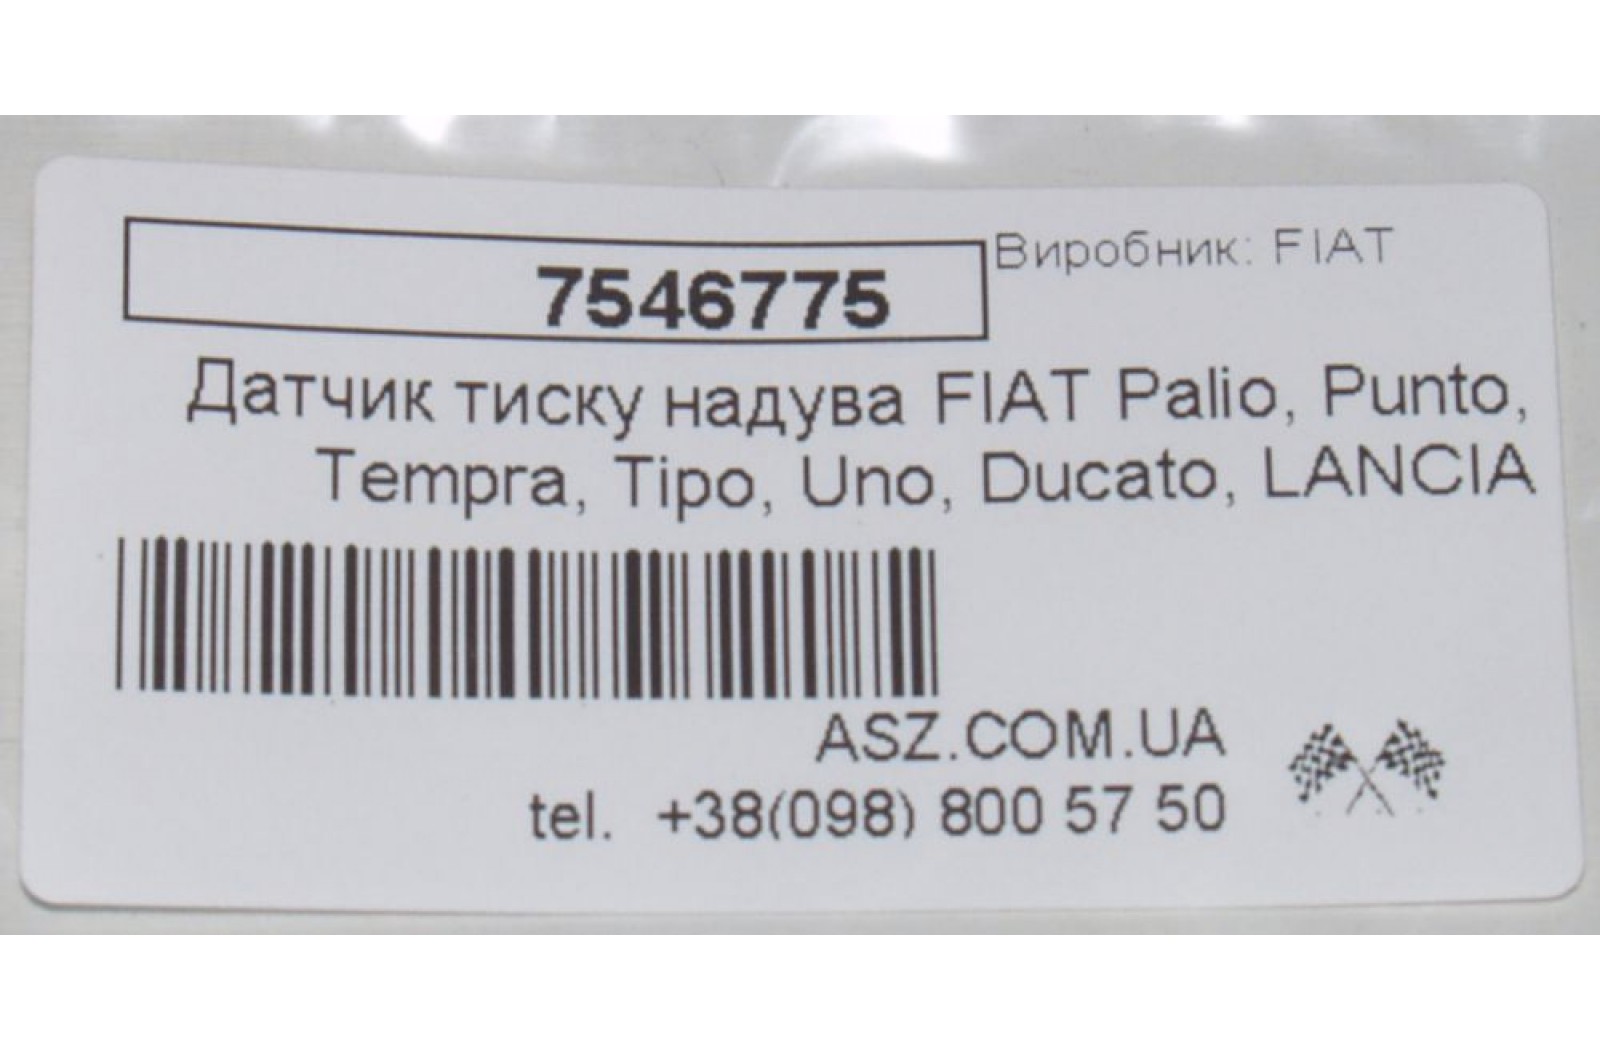 7546775
Виробник: FIAT
Датчик тиску надува FIAT Palio, Punto,
Tempra, Tipo, Uno, Ducato, LANCIA
ASZ.COM.UA
tel. +38(098) 800 57 50